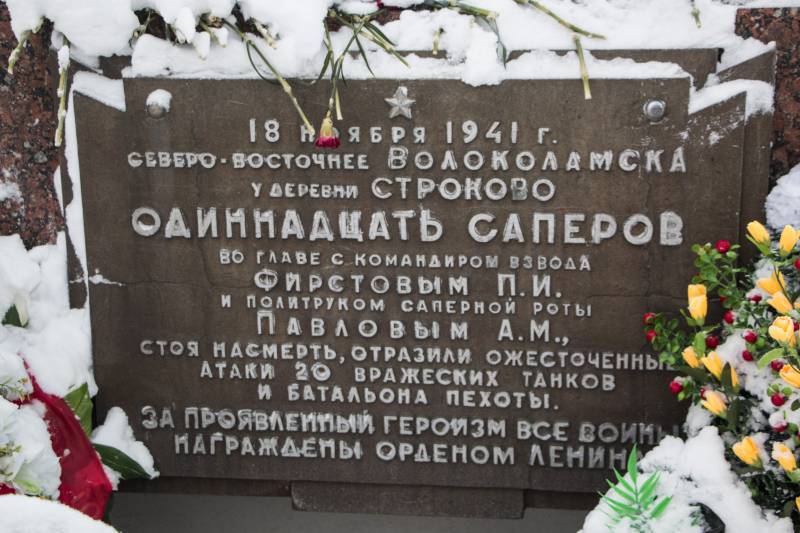 18 НОЯБРЯ 1941 г.
СЕВЕРО-ВОСТОЧНЕЕ ВОЛОКОЛАМСКА
У ДЕРЕВНИ СТРОКОВО
ОДИННАДЦАТЬ САПЕРОВ
ВО ГЛАВЕ С КОМАНДИРОМ ВЗВОДА
ФИРСТОВЫМ П.И.
И ПОЛИТРУКОМ САПЕРНОЙ РОТЫ
ПАВЛОВЫМ А.М.,
СТОЯ НАСМЕРТЬ, ОТРАЗИЛИ ОЖЕСТОЧЕННЫЕ
АТАКИ 20 ВРАЖЕСКИХ ТАНКОВ
И БАТАЛЬОНА ПЕХОТЫ.
ЗА ПРОЯВЛЕННЫЙ ГЕРОИЗМ ВСЕ ВОИНЫ
НАГРАЖДЕНЫ ОРДЕНОМ ЛЕНИН